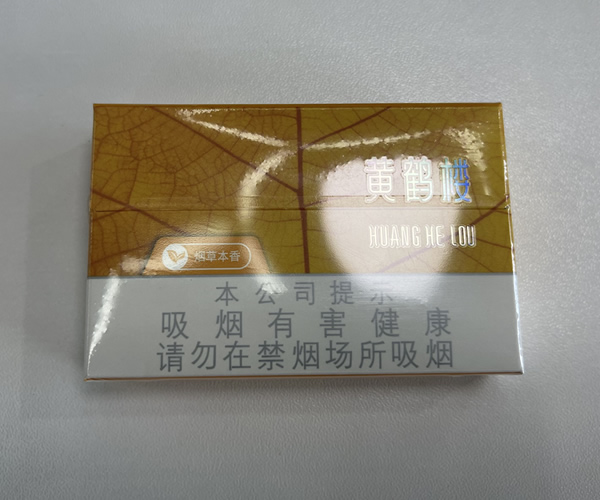 黄鹤楼
HUANG HE LOU
烟草本香
本公司提示
吸烟有害健康
请勿在禁烟场所吸烟